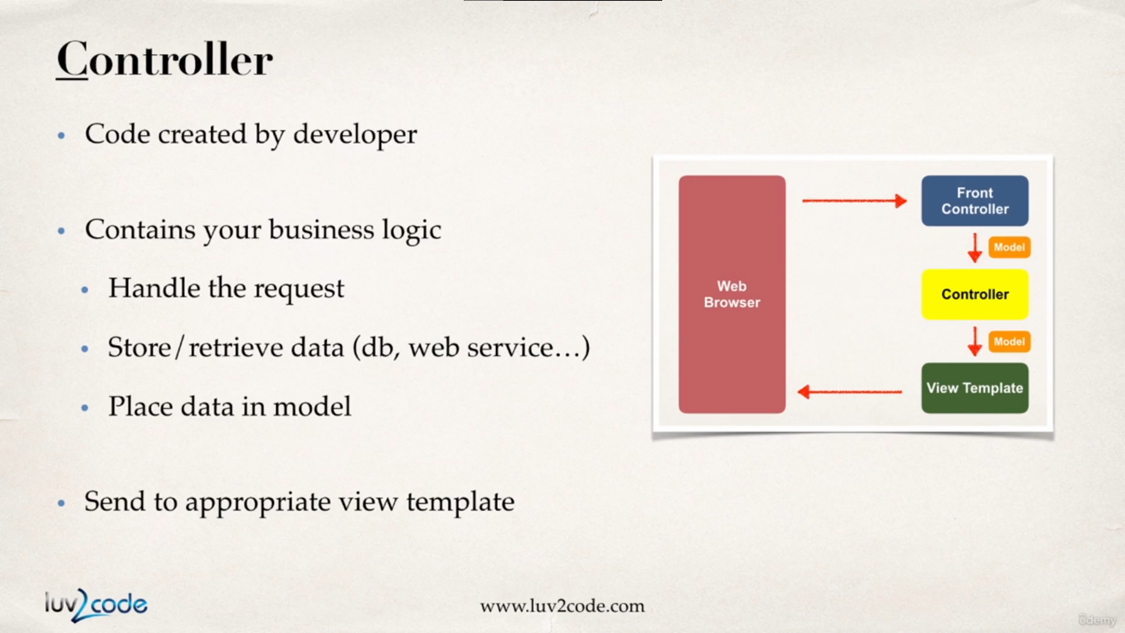 Controller
• Code created by developer
• Contains your business logic
• Handle the request
• Store/retrieve data (db, web service…)
• Place data in model
• Send to appropriate view template
Web
Browser
Front
Controller
Model
Controller
Model
View Template
luv2code
www.luv2code.com
ûdemy